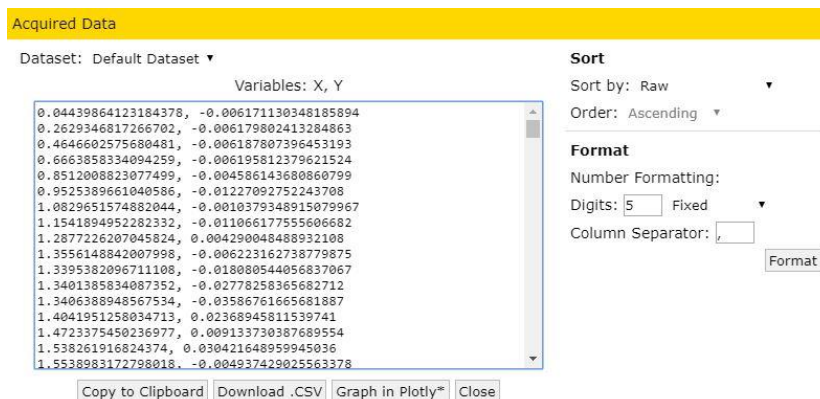 Acquired Data
Dataset: Default Dataset ▼
Variables: X, Y
0.04439864123184378, -0.006171130348185894
0.2629346817266702, -0.006179802413284863
0.4646602575680481, -0.006187807396453193
0.6663858334094259, -0.006195812379621524
0.8512008823077499, -0.004586143680860799
0.9525389661040586, -0.01227092752243708
1.0829651574882044, -0.0010379348915079967
1.1541894952282332, -0.011066177555606682
1.2877226207045824, 0.004290048488932108
1.3556148842007998, -0.006223162738779875
1.3395382096711108, -0.018080544056837067
1.3401385834087352, -0.02778258365682712
1.3406388948567534, -0.03586761665681887
1.4041951258034713, 0.02368945811539741
1.4723375450236977, 0.009133730387689554
1.538261916824374, 0.030421648959945036
1.5538983172798018, -0.004937429025563378
Copy to Clipboard Download .CSV Graph in Plotly* Close
Sort
Sort by: Raw ▼
Order: Ascending ▼
Format
Number Formatting:
Digits: 5 Fixed ▼
Column Separator: ,
Format